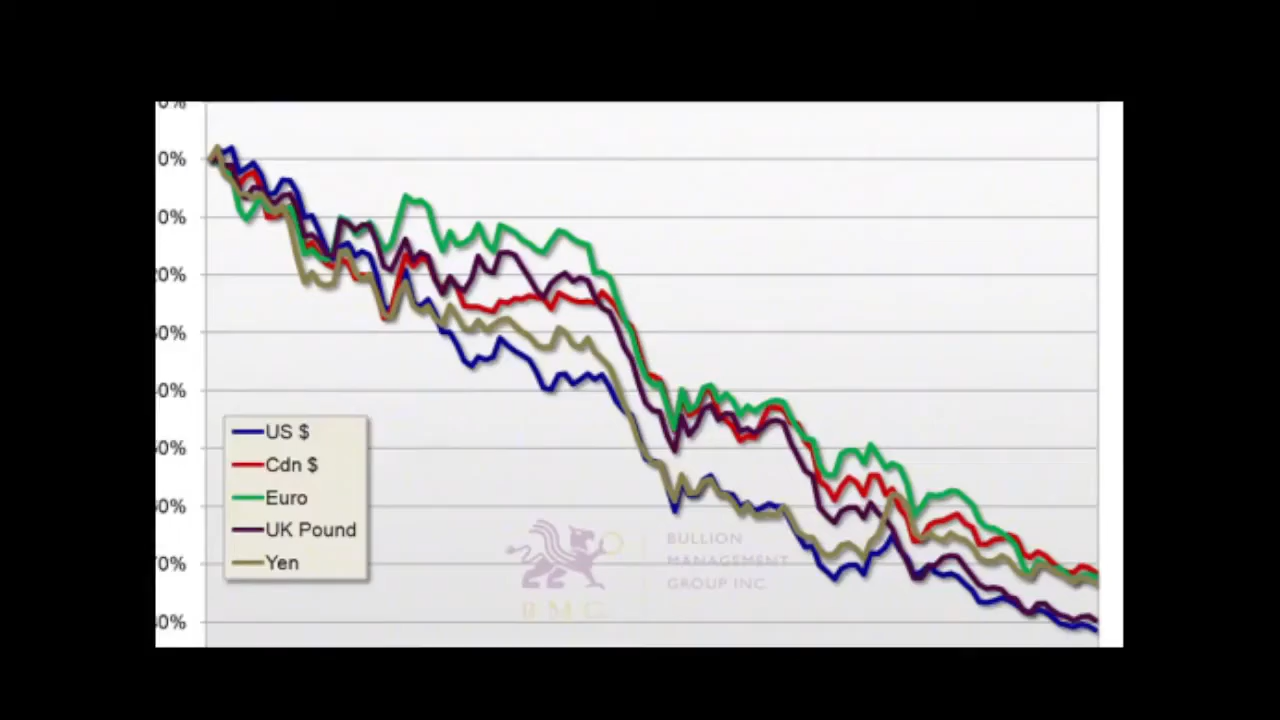 0%
0%
0%
20%
0%
0%
0%
0%
70%
0%
US $
Cdn $
Euro
UK Pound
Yen
BULLION
MANAGEMENT
GROUP INC.
B M G